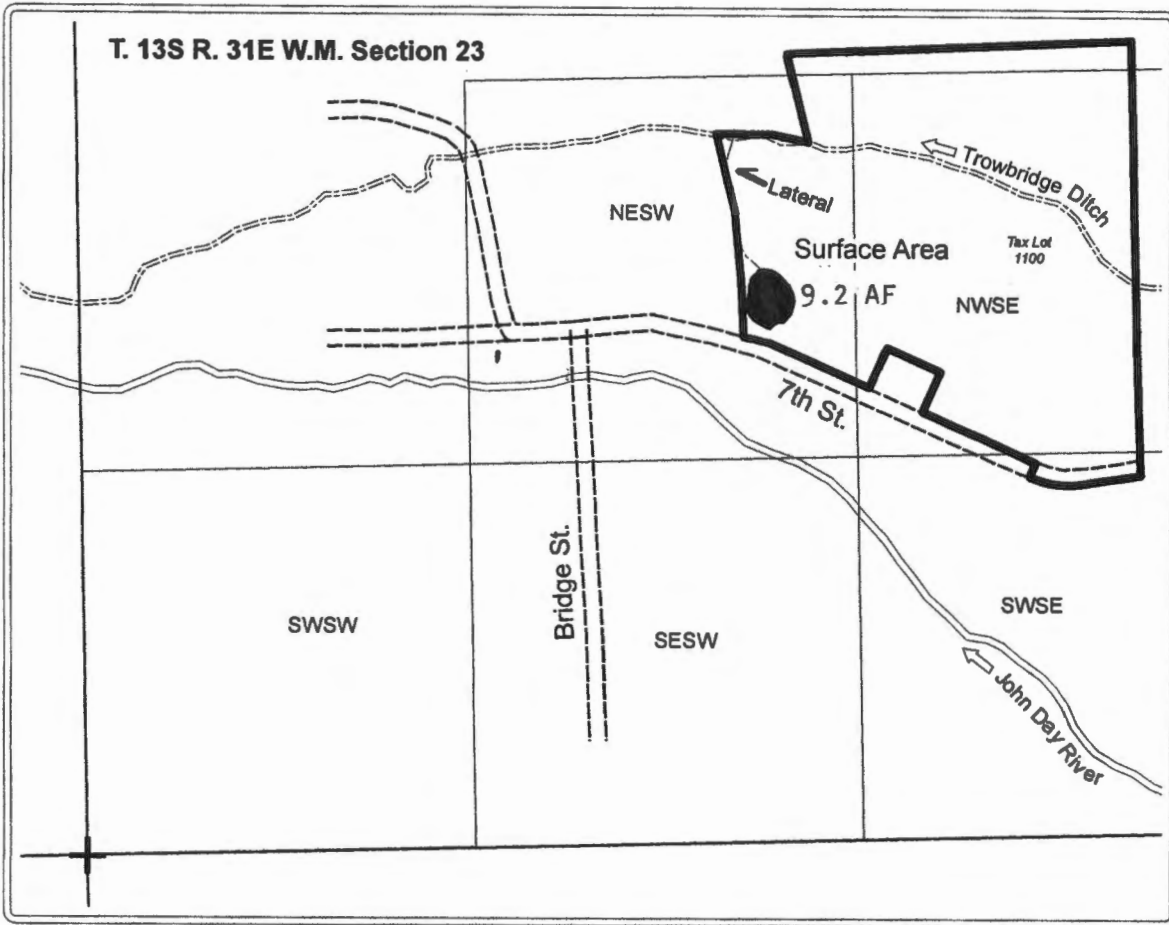 T. 13S R. 31E W.M. Section 23
Trowbridge Ditch
Lateral
NESW
Surface Area
Tax Lot
1100
9.2 AF
NWSE
7th St.
Bridge St.
SWSW
SESW
SWSE
John Day River